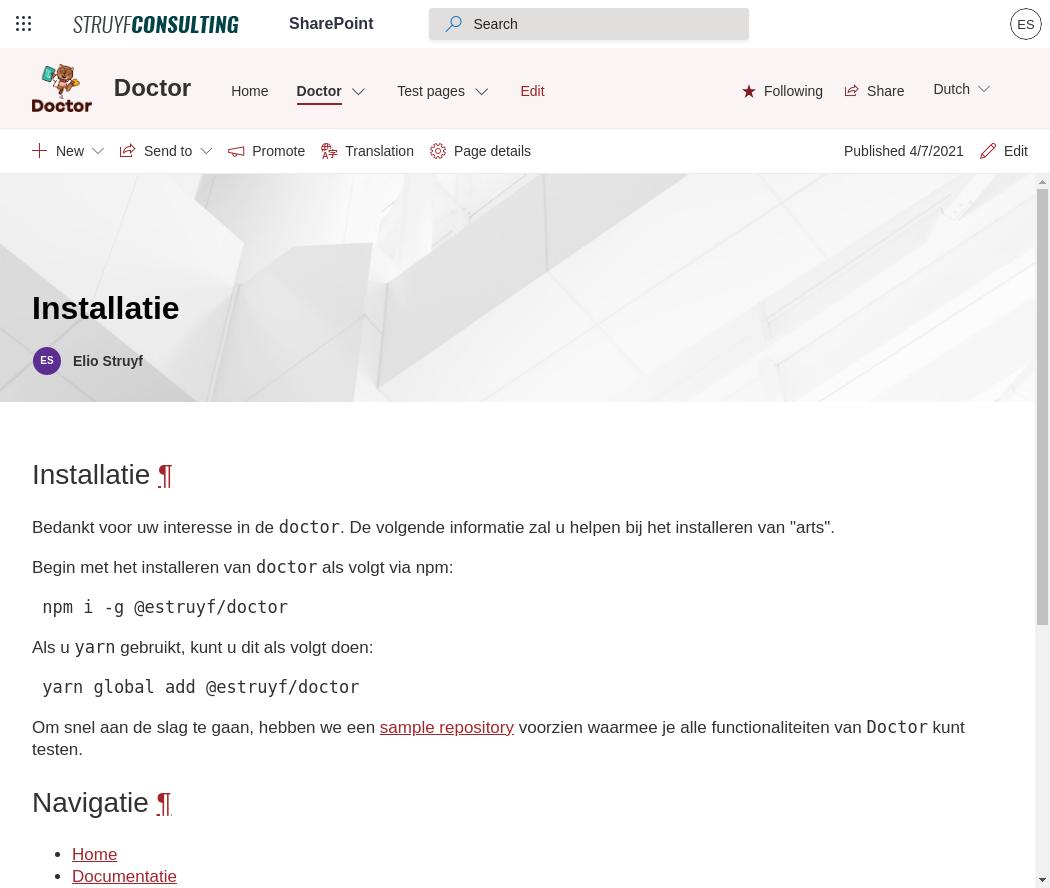 STRUYFCONSULTING SharePoint Search ES
Doctor Doctor Home Doctor Test pages Edit Following Share Dutch
New Send to Promote Translation Page details Published 4/7/2021 Edit
Installatie
ES Elio Struyf
Installatie ¶
Bedankt voor uw interesse in de doctor. De volgende informatie zal u helpen bij het installeren van "arts".
Begin met het installeren van doctor als volgt via npm:
npm i -g @estruyf/doctor
Als u yarn gebruikt, kunt u dit als volgt doen:
yarn global add @estruyf/doctor
Om snel aan de slag te gaan, hebben we een sample repository voorzien waarmee je alle functionaliteiten van Doctor kunt
testen.
Navigatie ¶
• Home
• Documentatie